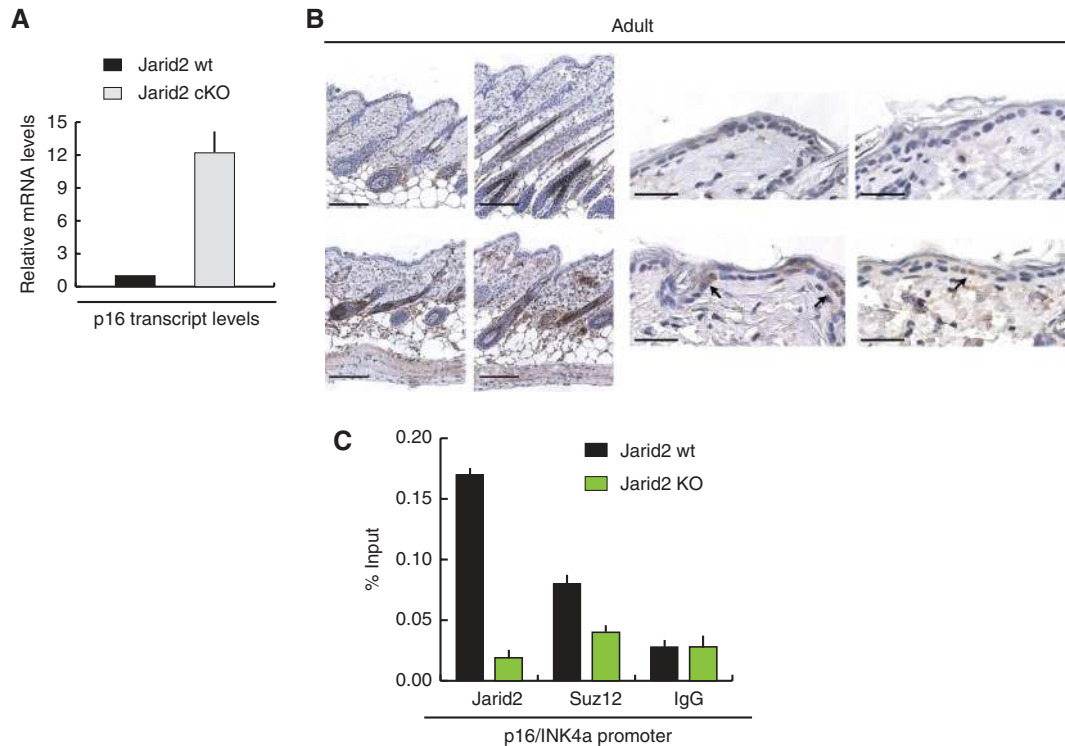 A
Jarid2 wt
Jarid2 cKO
Relative mRNA levels
15
12
9
6
3
0
p16 transcript levels
B
Adult
C
Jarid2 wt
Jarid2 KO
% Input
0.20
0.15
0.10
0.05
0.00
Jarid2 Suz12 IgG
p16/INK4a promoter